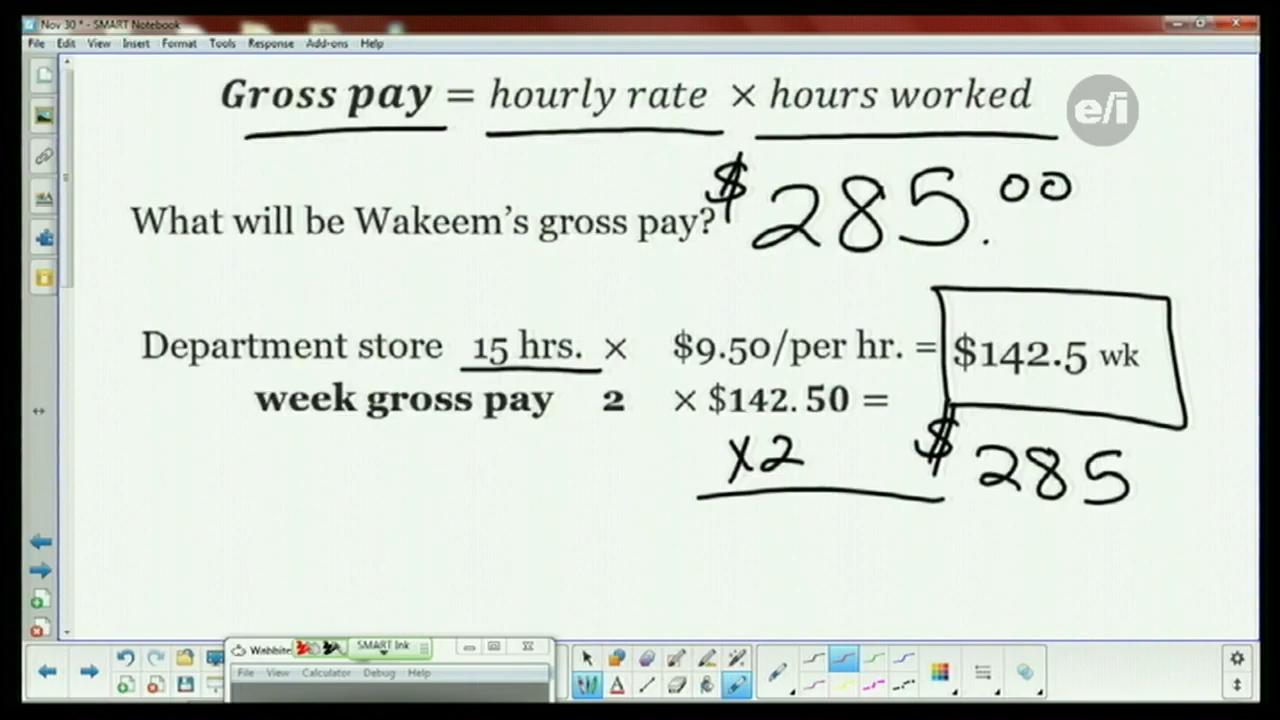 Nov 30 * - SMART Notebook
File Edit View Insert Format Tools Response Add-ons Help
Gross pay = hourly rate × hours worked
e/i
What will be Wakeem's gross pay? $285.00
Department store 15 hrs. × $9.50/per hr. = $142.5 wk
week gross pay 2 × $142.50 =
x2 $285
Wabbite
SMART Ink
File View Calculator Debug Help